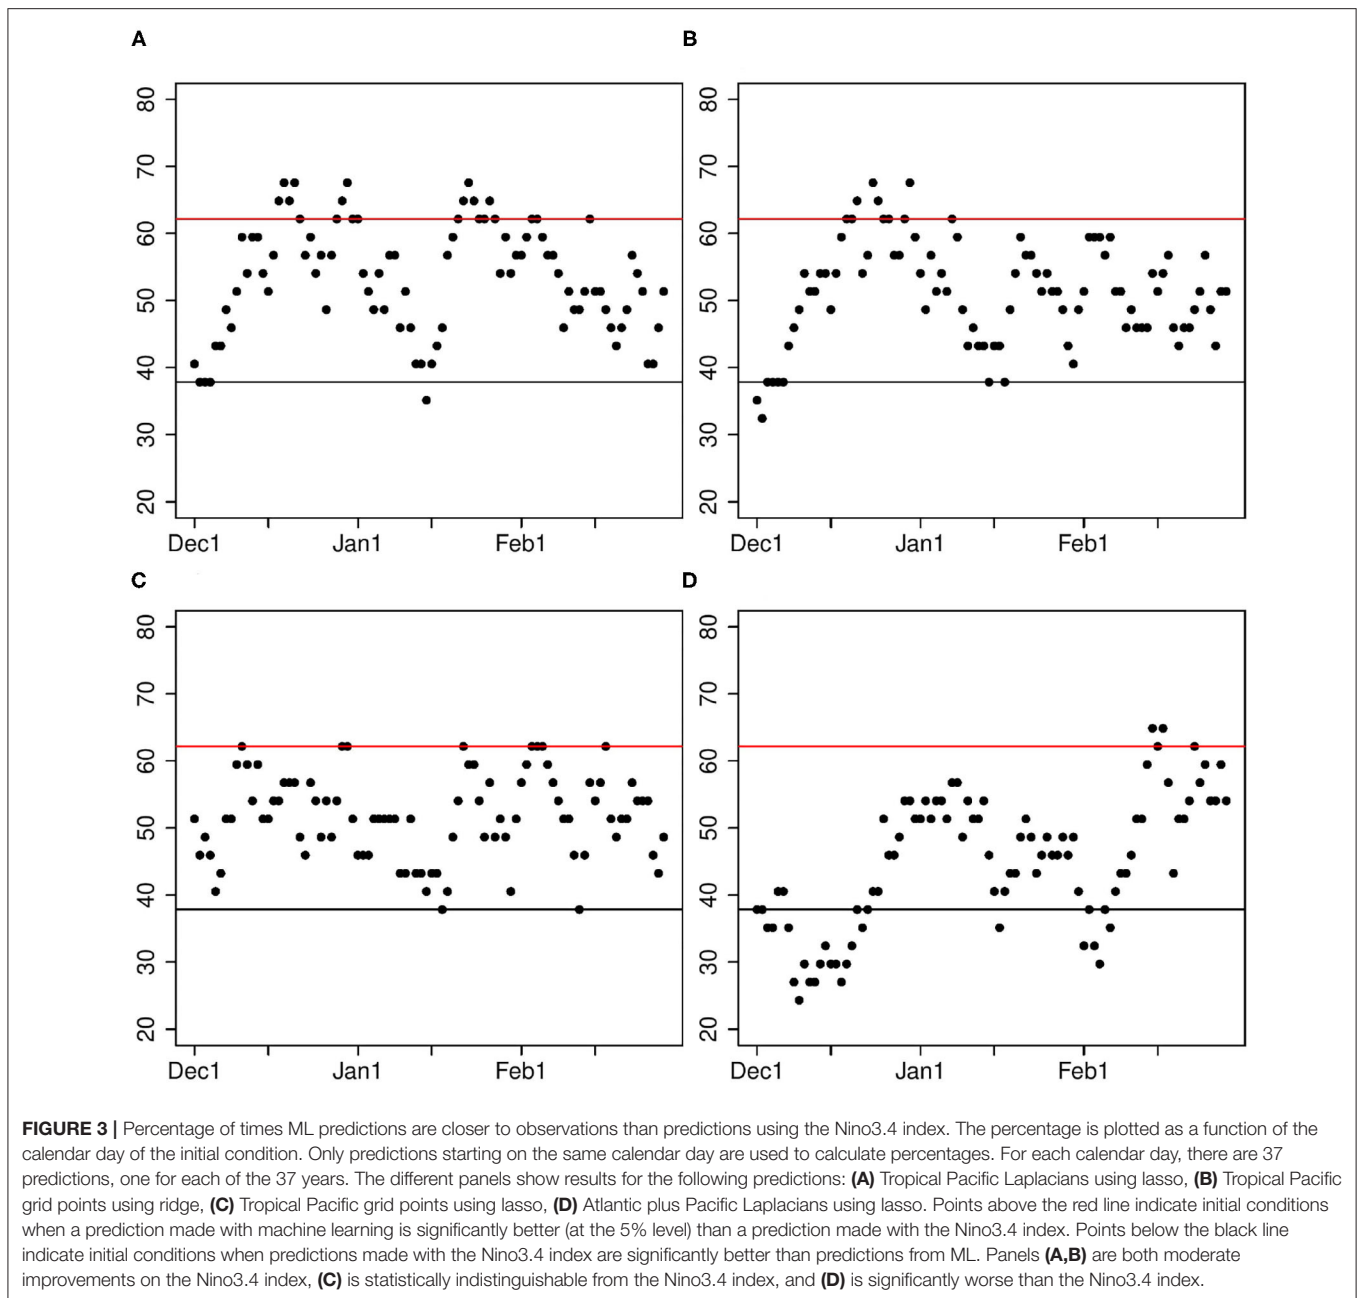 A
B
80
70
60
50
40
30
20
Dec1 Jan1 Feb1
80
70
60
50
40
30
20
Dec1 Jan1 Feb1
C
D
80
70
60
50
40
30
20
Dec1 Jan1 Feb1
80
70
60
50
40
30
20
Dec1 Jan1 Feb1
FIGURE 3 | Percentage of times ML predictions are closer to observations than predictions using the Nino3.4 index. The percentage is plotted as a function of the
calendar day of the initial condition. Only predictions starting on the same calendar day are used to calculate percentages. For each calendar day, there are 37
predictions, one for each of the 37 years. The different panels show results for the following predictions: (A) Tropical Pacific Laplacians using lasso, (B) Tropical Pacific
grid points using ridge, (C) Tropical Pacific grid points using lasso, (D) Atlantic plus Pacific Laplacians using lasso. Points above the red line indicate initial conditions
when a prediction made with machine learning is significantly better (at the 5% level) than a prediction made with the Nino3.4 index. Points below the black line
indicate initial conditions when predictions made with the Nino3.4 index are significantly better than predictions from ML. Panels (A,B) are both moderate
improvements on the Nino3.4 index, (C) is statistically indistinguishable from the Nino3.4 index, and (D) is significantly worse than the Nino3.4 index.